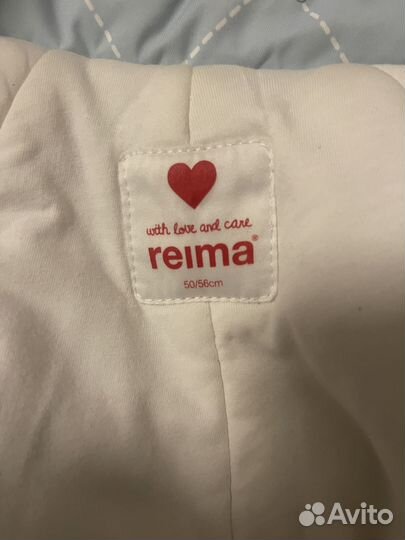 with love and care
reima®
50/56cm
Avito